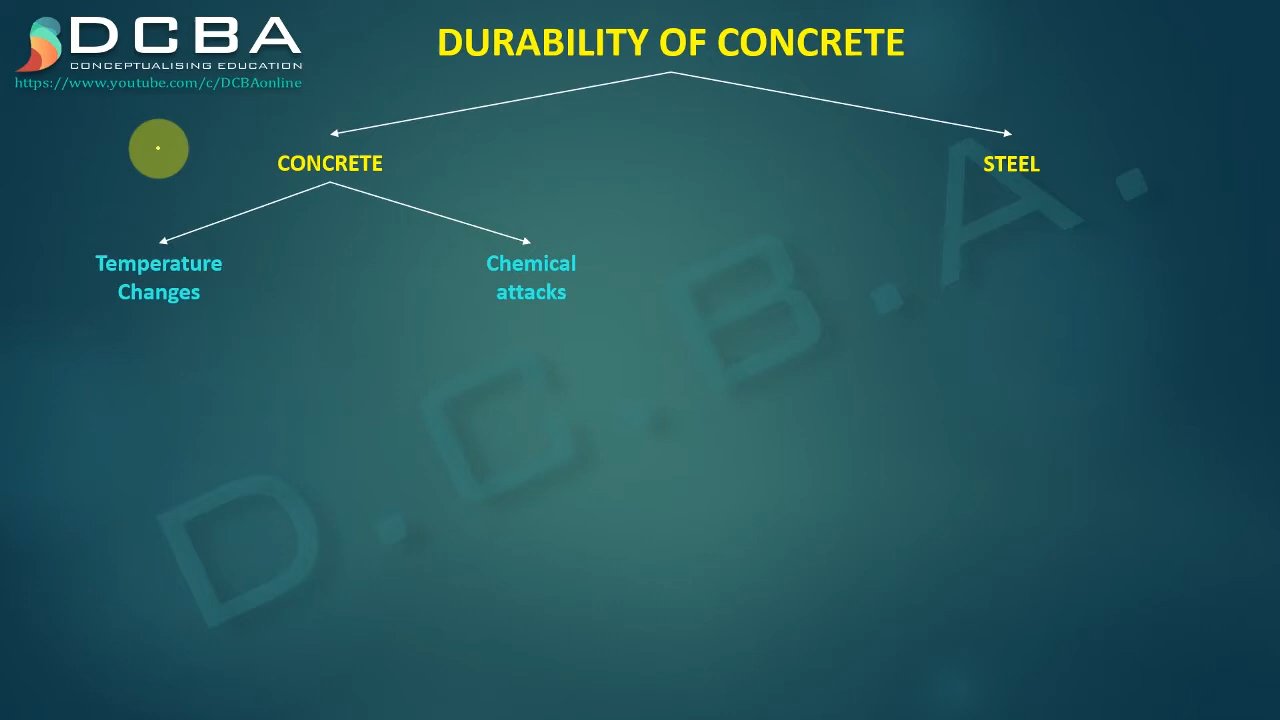 DCBA
CONCEPTUALISING EDUCATION
https://www.youtube.com/c/DCBAonline
DURABILITY OF CONCRETE
CONCRETE
STEEL
Temperature
Changes
Chemical
attacks
D.C.B.A.